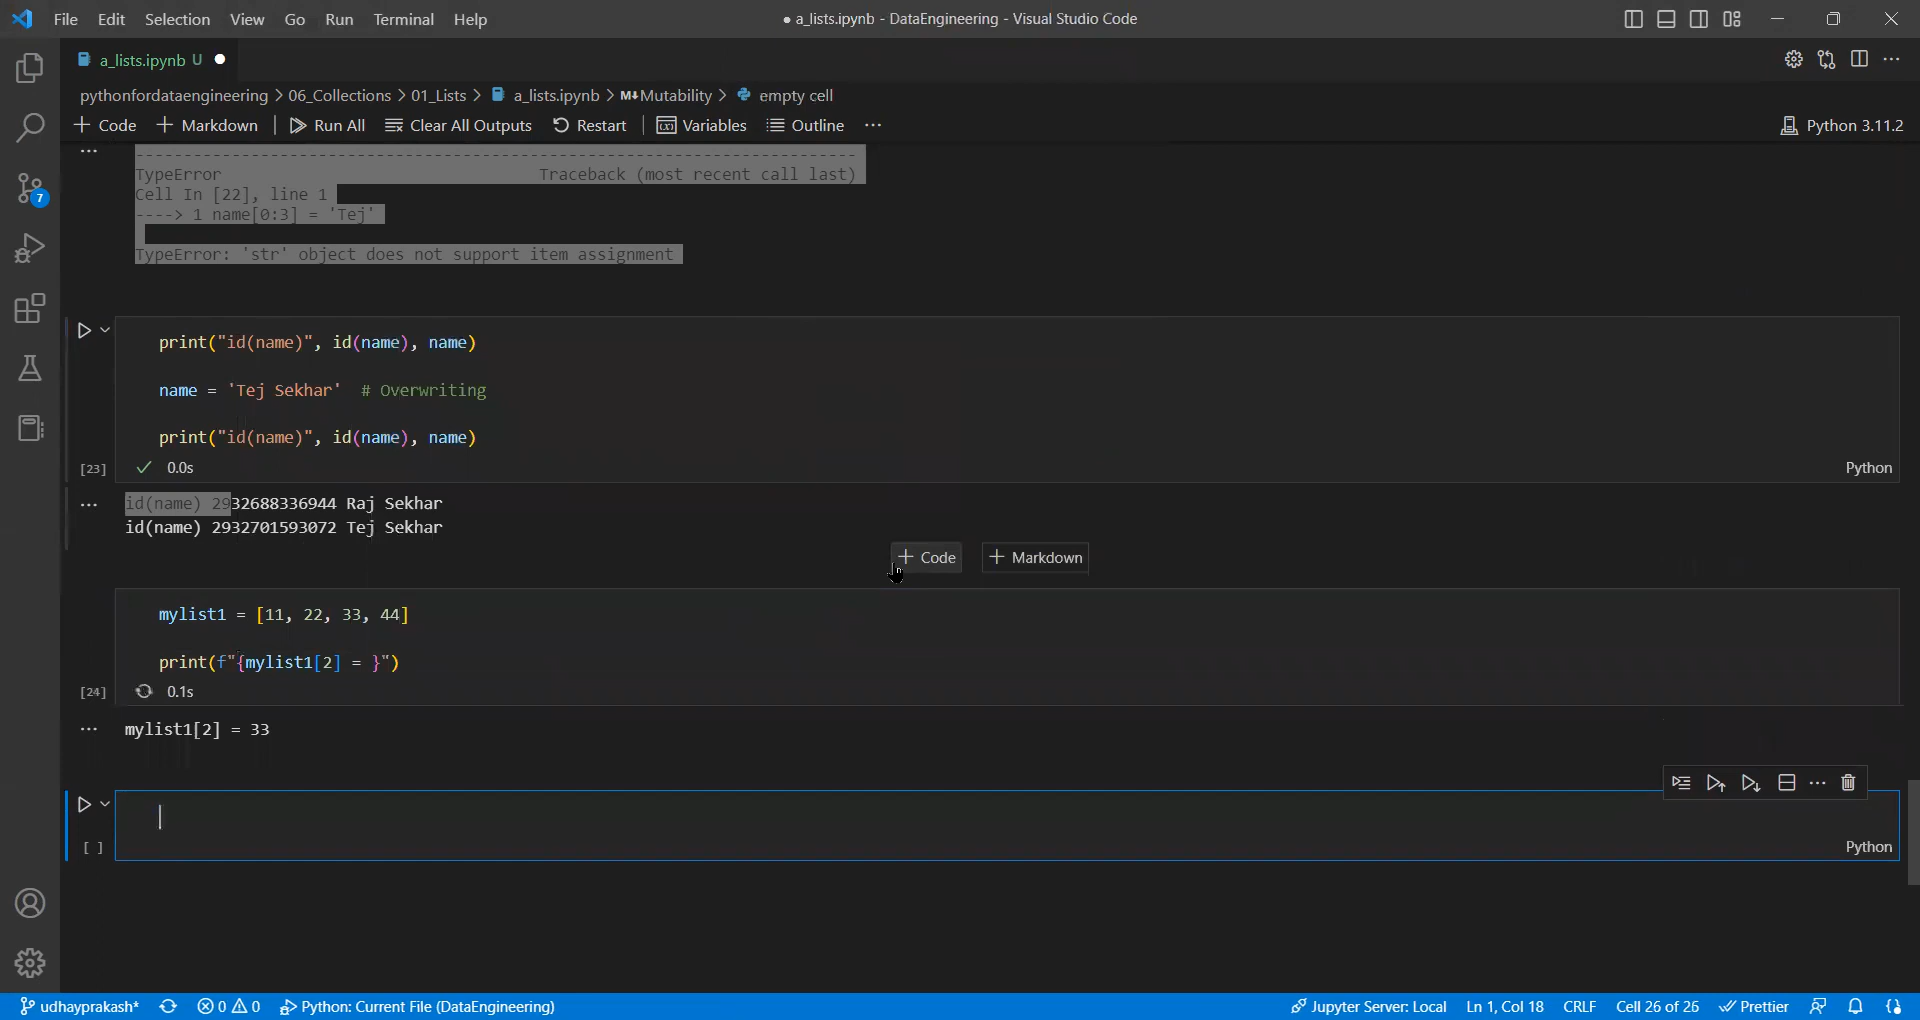 File Edit Selection View Go Run Terminal Help
● a_lists.ipynb - DataEngineering - Visual Studio Code
a_lists.ipynb U
pythonfordataengineering > 06_Collections > 01_Lists > a_lists.ipynb > M↓Mutability > empty cell
+ Code + Markdown Run All Clear All Outputs Restart Variables Outline ...
Python 3.11.2
7
---------------------------------------------------------------------------
TypeError Traceback (most recent call last)
Cell In [22], line 1
----> 1 name[0:3] = 'Tej'
TypeError: 'str' object does not support item assignment
print("id(name)", id(name), name)
name = 'Tej Sekhar' # Overwriting
print("id(name)", id(name), name)
[23] 0.0s Python
id(name) 2932688336944 Raj Sekhar
id(name) 2932701593072 Tej Sekhar
+ Code + Markdown
mylist1 = [11, 22, 33, 44]
print(f"{mylist1[2] = }")
[24] 0.1s
mylist1[2] = 33
[ ] Python
udhayprakash* 0 0 Python: Current File (DataEngineering) Jupyter Server: Local Ln 1, Col 18 CRLF Cell 26 of 26 Prettier